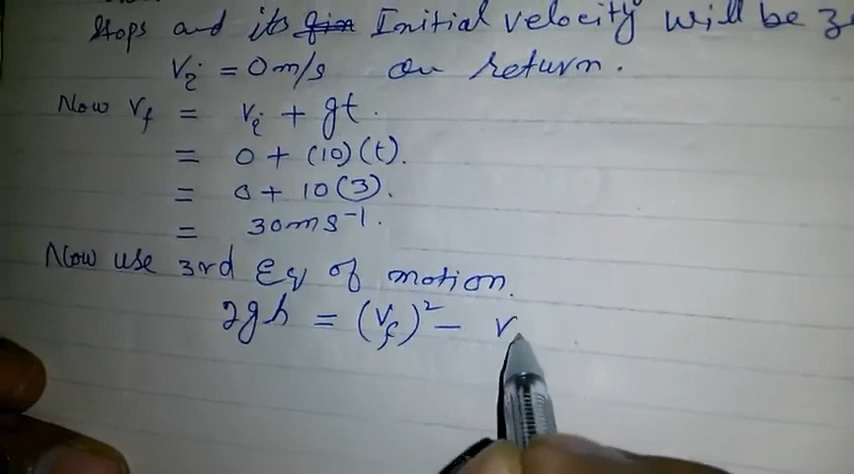 Stops and its Initial velocity will be
Vi = 0 m/s on return.
Now Vf = Vi + gt.
= 0 + (10)(t).
= 0 + 10(3).
= 30ms⁻¹.
Now use 3rd Eq of motion.
2gh = (Vf)² - v